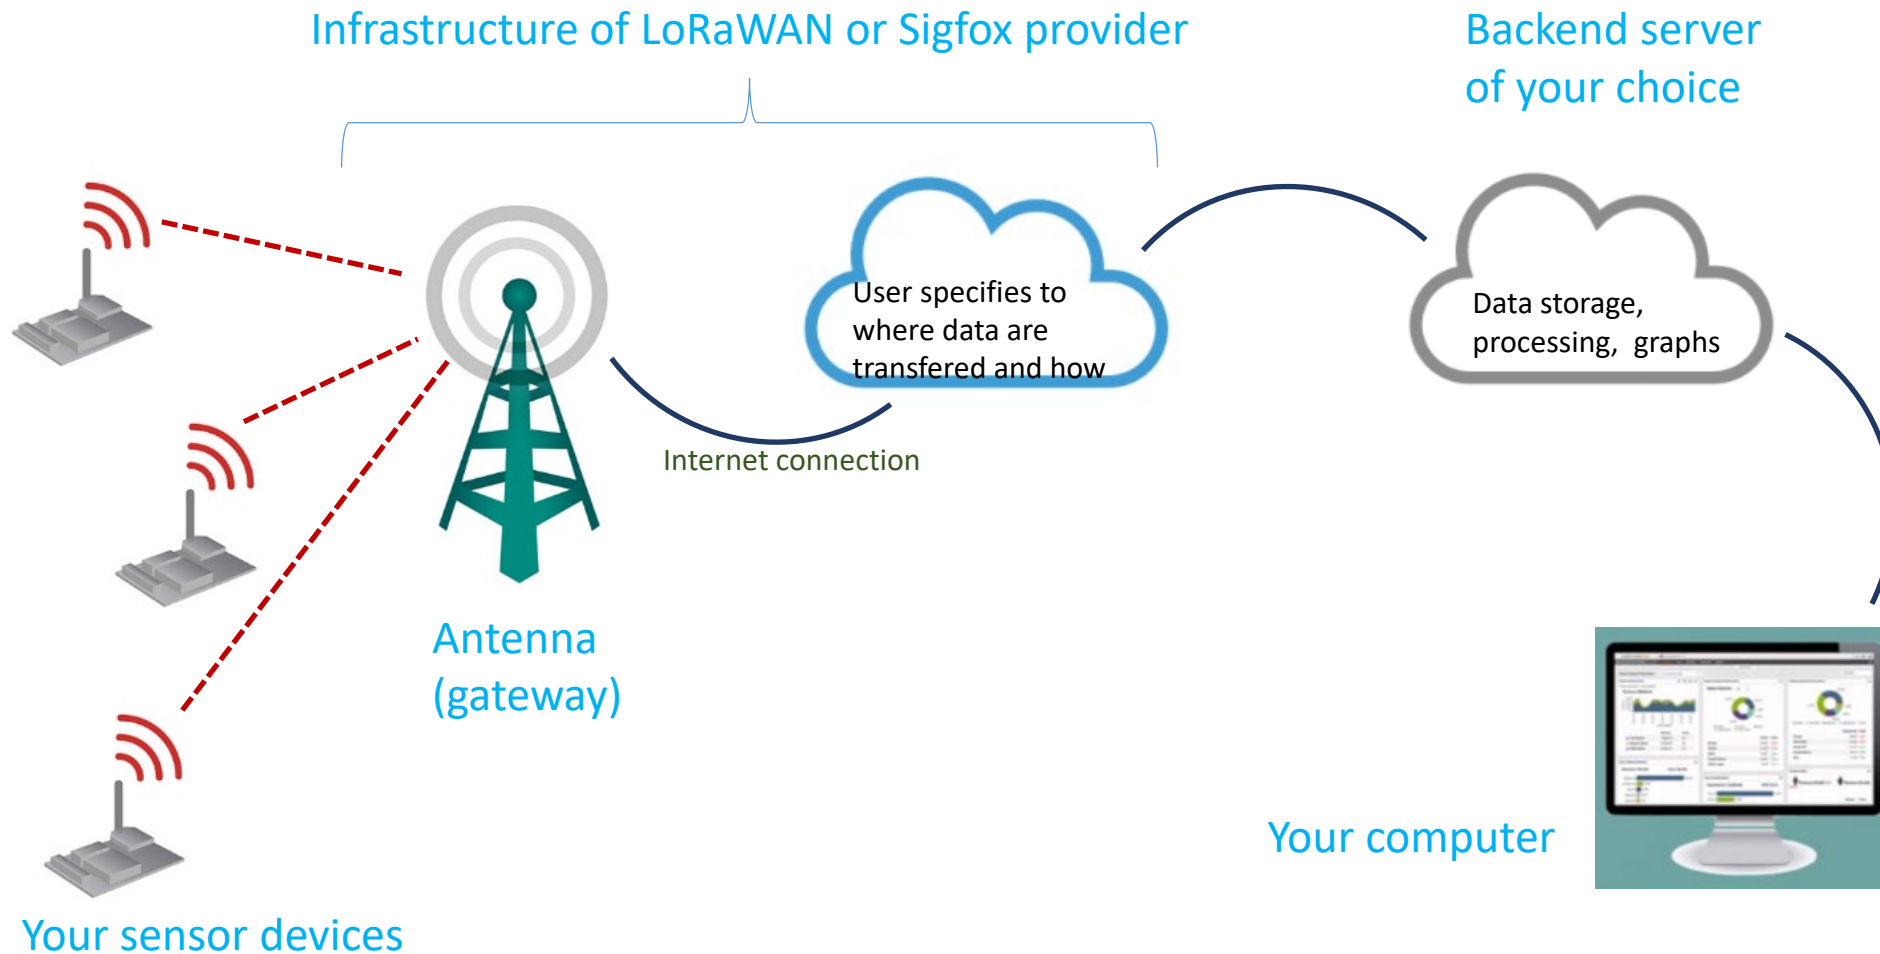 Infrastructure of LoRaWAN or Sigfox provider
Backend server
of your choice
User specifies to
where data are
transfered and how
Data storage,
processing, graphs
Internet connection
Antenna
(gateway)
Your computer
Your sensor devices